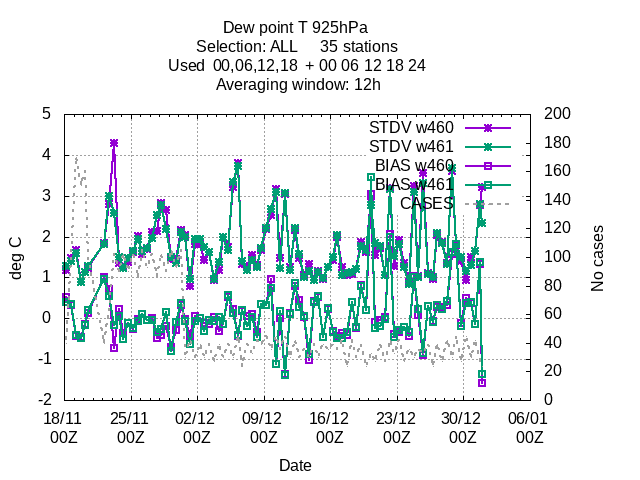 Dew point T 925hPa
Selection: ALL 35 stations
Used 00,06,12,18 + 00 06 12 18 24
Averaging window: 12h
STDV w460
STDV w461
BIAS w460
BIAS w461
CASES
5
4
3
2
1
0
-1
-2
deg C
200
180
160
140
120
100
80
60
40
20
0
No cases
18/11 25/11 02/12 09/12 16/12 23/12 30/12 06/01
00Z 00Z 00Z 00Z 00Z 00Z 00Z 00Z
Date